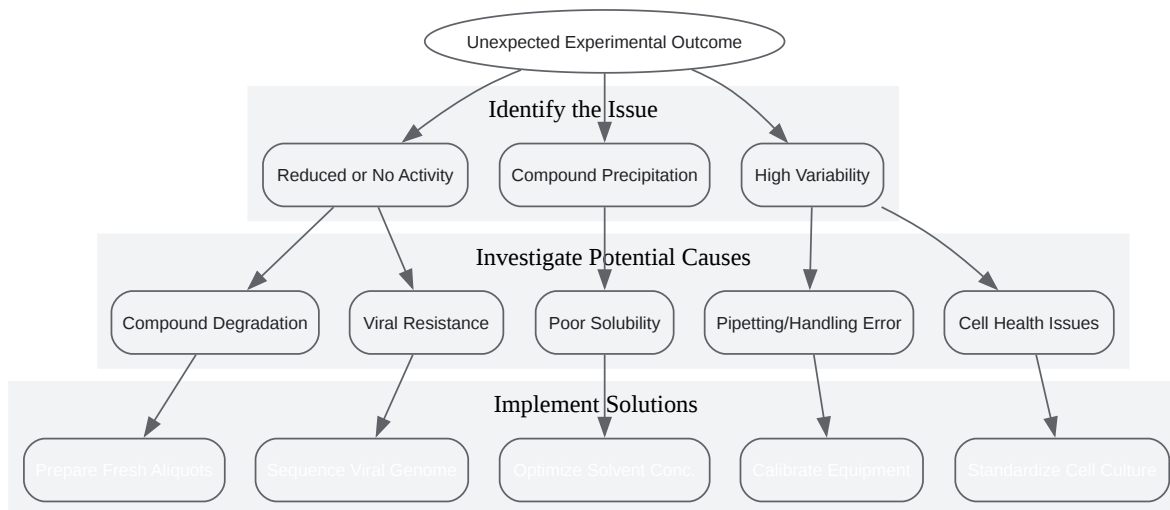 Unexpected Experimental Outcome
Identify the Issue
Reduced or No Activity
Compound Precipitation
High Variability
Investigate Potential Causes
Compound Degradation
Viral Resistance
Poor Solubility
Pipetting/Handling Error
Cell Health Issues
Implement Solutions
Prepare Fresh Aliquots
Sequence Viral Genome
Optimize Solvent Conc.
Calibrate Equipment
Standardize Cell Culture